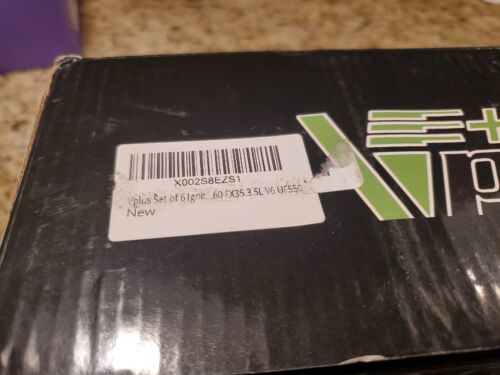 X002S8EZS1
Vplus Set of 6 Ignit...60 FX35.3.5L V6 UF550
New
V+
p